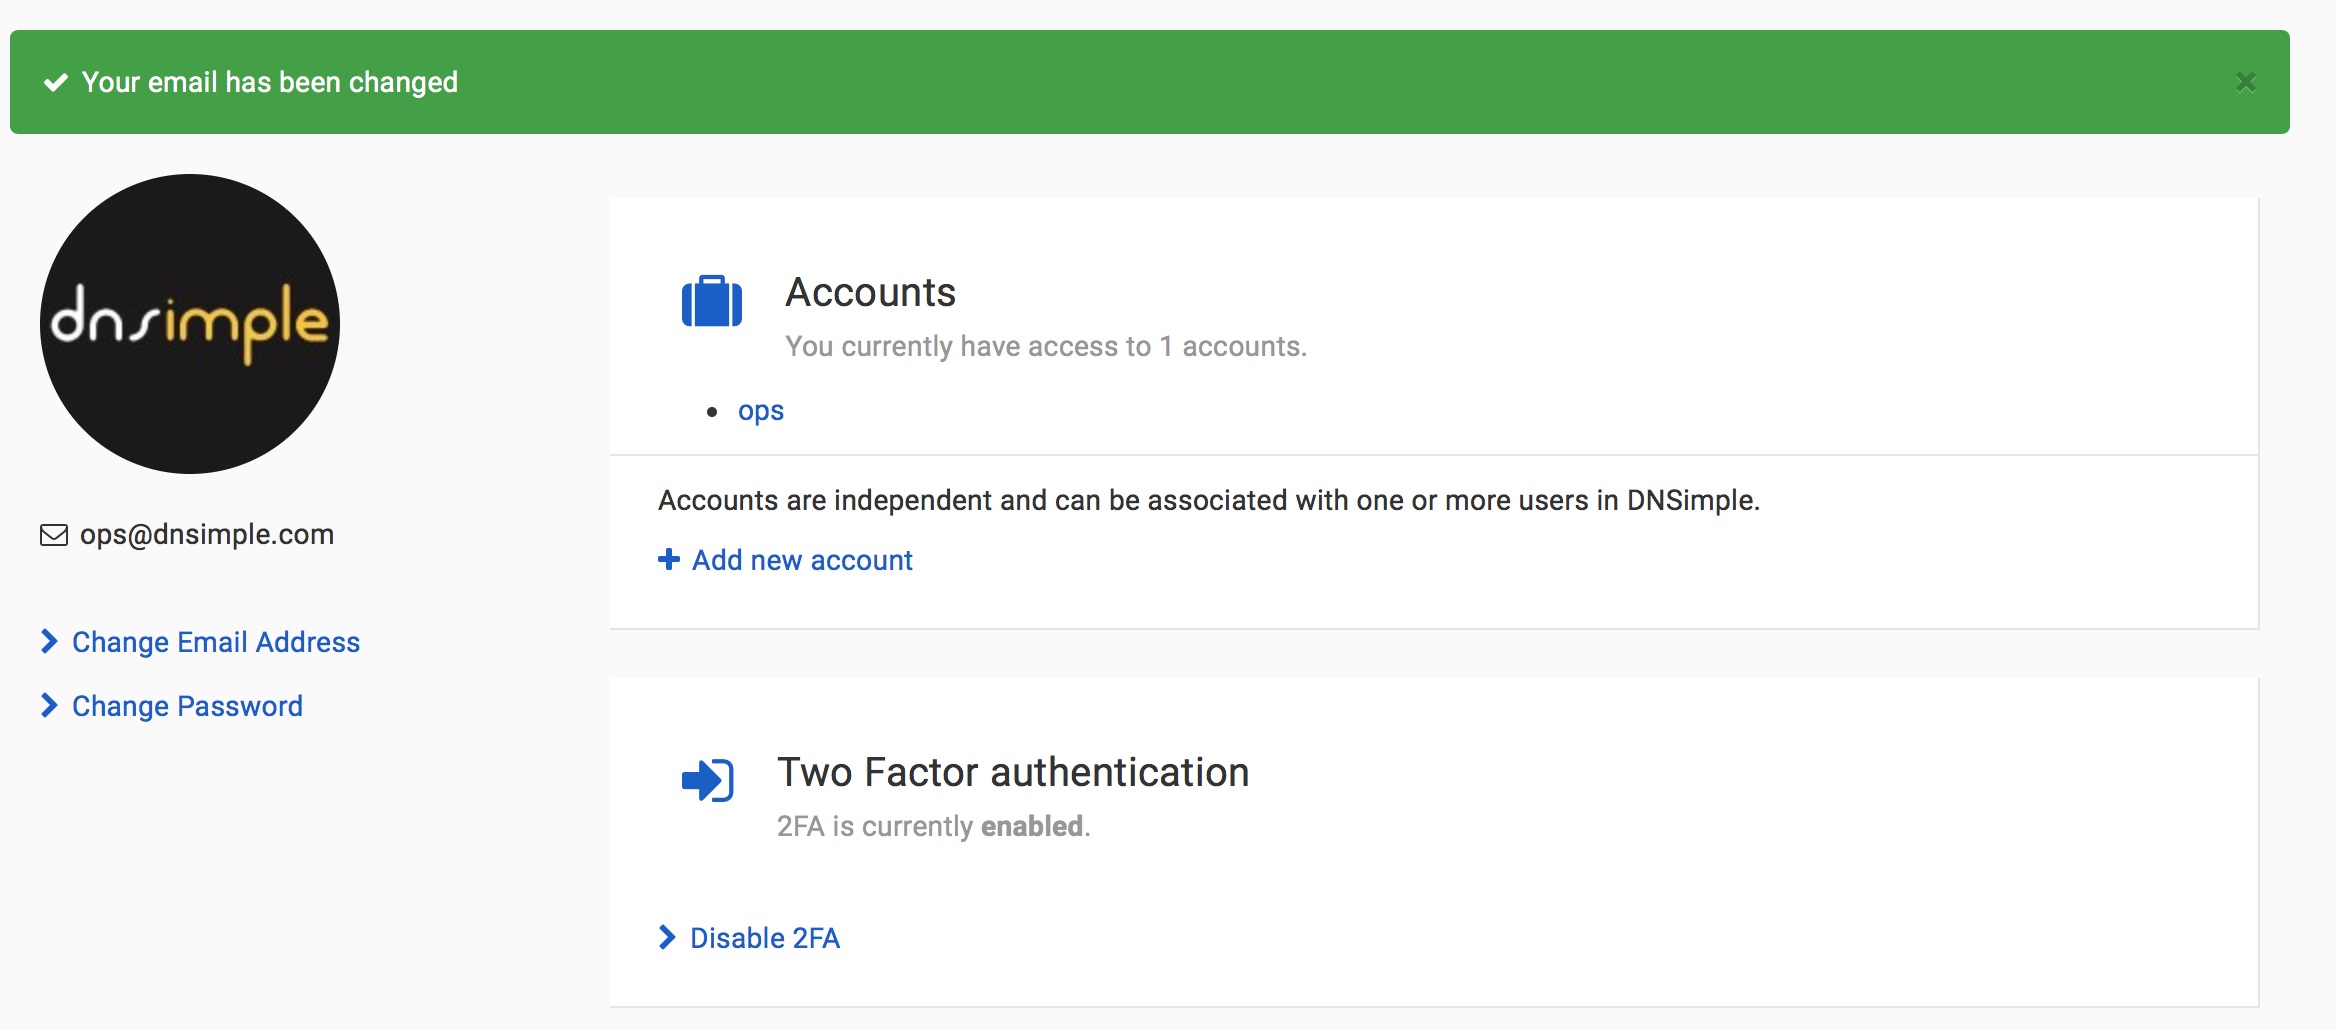 Your email has been changed
dnsimple
ops@dnsimple.com
Change Email Address
Change Password
Accounts
You currently have access to 1 accounts.
ops
Accounts are independent and can be associated with one or more users in DNSimple.
Add new account
Two Factor authentication
2FA is currently enabled.
Disable 2FA